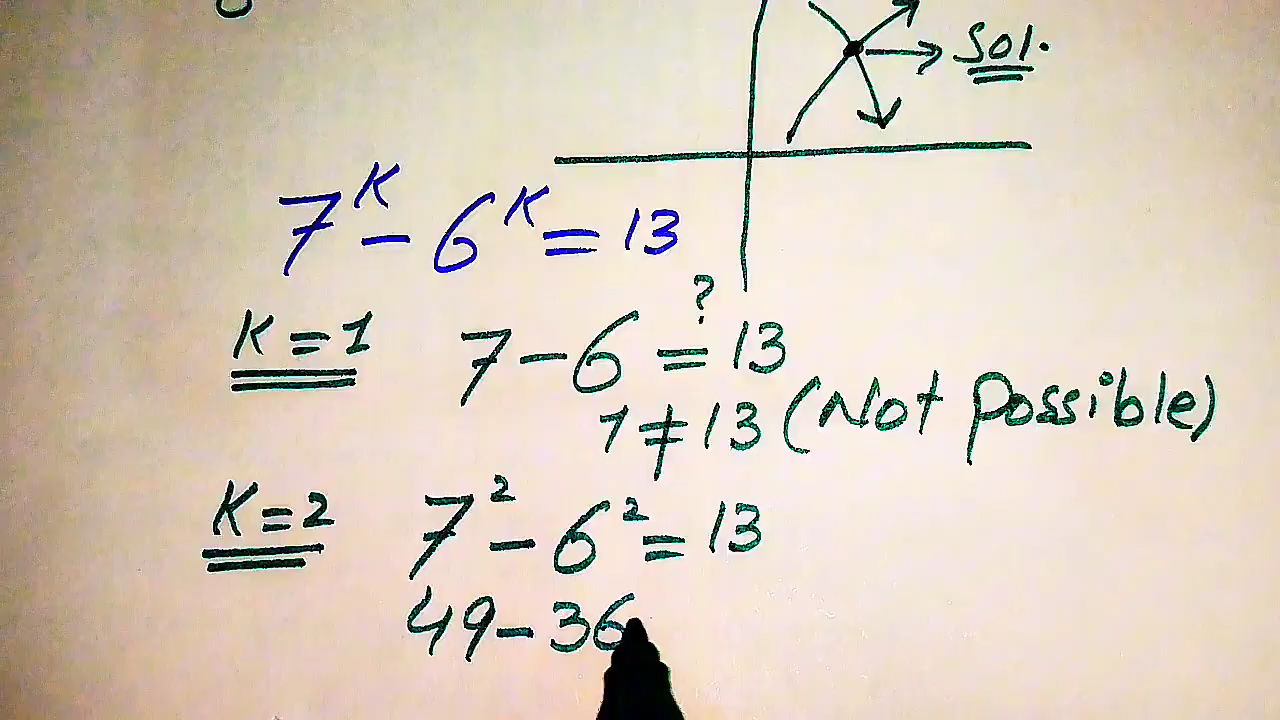 Sol.
7^K - 6^K = 13
K = 1 7 - 6 ?= 13
1 ≠ 13 (Not possible)
K = 2 7² - 6² = 13
49 - 36